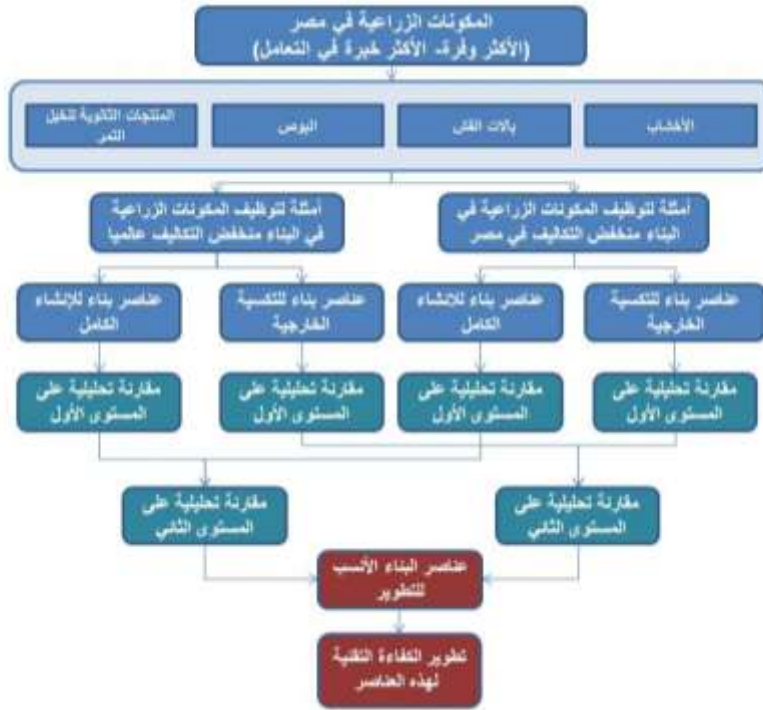 المكونات الزراعية في مصر
(الأكثر وفرة- الأكثر خبرة في التعامل)
الأخشاب
بالات القش
البوص
المنتجات الثانوية لنخيل
التمر
أمثلة لتوظيف المكونات الزراعية في
البناء منخفض التكاليف في مصر
أمثلة لتوظيف المكونات الزراعية
في البناء منخفض التكاليف عالميا
عناصر بناء للتكسية
الخارجية
عناصر بناء للإنشاء
الكامل
عناصر بناء للتكسية
الخارجية
عناصر بناء للإنشاء
الكامل
مقارنة تحليلية على
المستوى الأول
مقارنة تحليلية على
المستوى الأول
مقارنة تحليلية على
المستوى الأول
مقارنة تحليلية على
المستوى الأول
مقارنة تحليلية على
المستوى الثاني
مقارنة تحليلية على
المستوى الثاني
عناصر البناء الأنسب
للتطوير
تطوير الكفاءة التقنية
لهذه العناصر